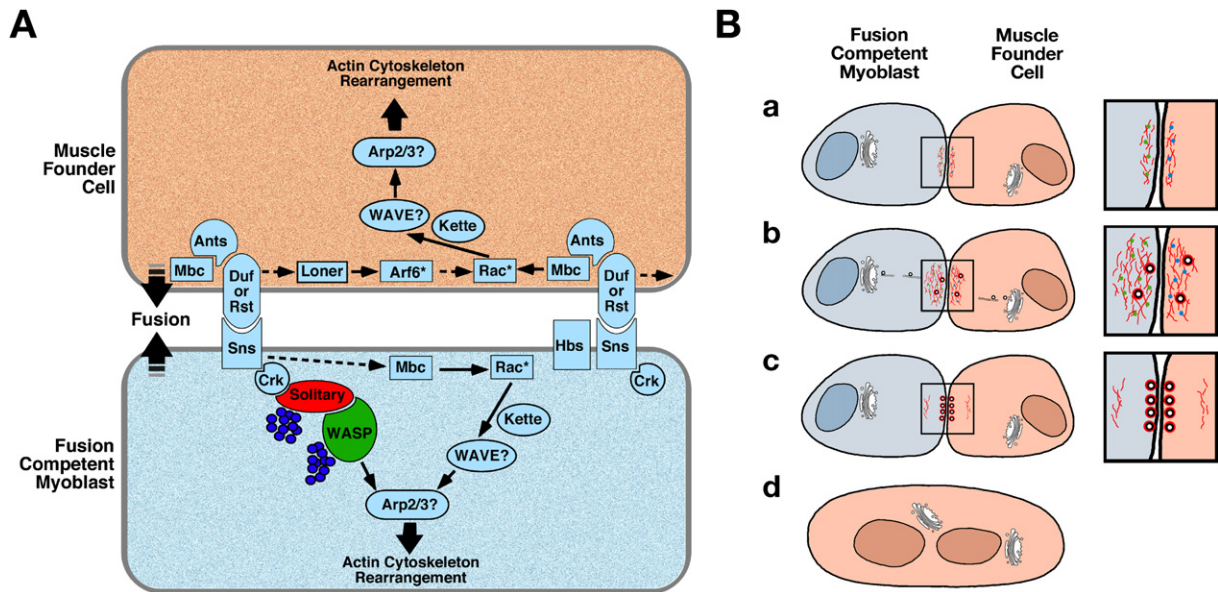 A
Actin Cytoskeleton
Rearrangement
Arp2/3?
Muscle
Founder
Cell
WAVE?
Kette
Ants
Mbc
Duf
or
Rst
Loner
Arf6*
Rac*
Mbc
Ants
Duf
or
Rst
Fusion
Sns
Hbs
Sns
Crk
Mbc
Rac*
Crk
Solitary
WASP
Kette
WAVE?
Fusion
Competent
Myoblast
Arp2/3?
Actin Cytoskeleton
Rearrangement
B
Fusion
Competent
Myoblast
Muscle
Founder
Cell
a
b
c
d